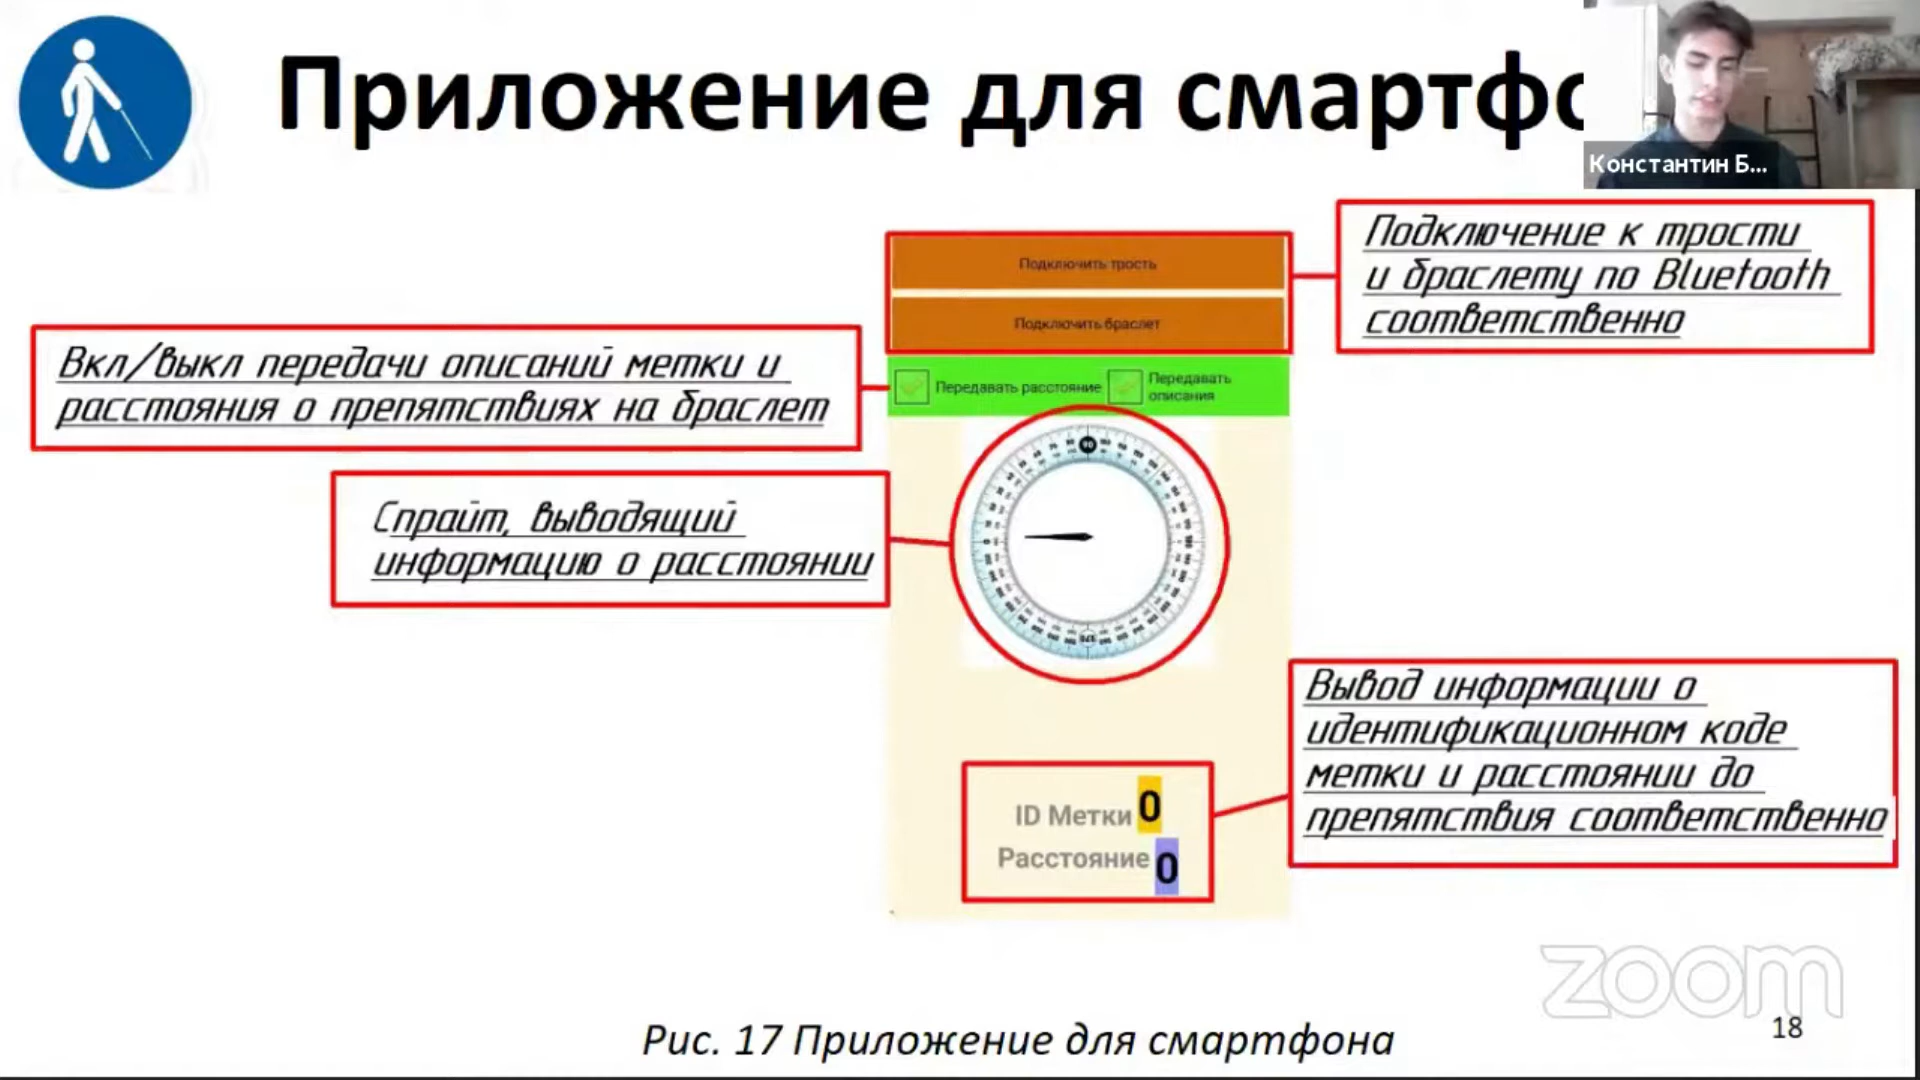 Приложение для смартфо
Константин Б...
Подключить трость
Подключить браслет
Подключение к трости
и браслету по Bluetooth
соответственно
Вкл/выкл передачи описаний метки и
расстояния о препятствиях на браслет
Передавать расстояние
Передавать
описания
Спрайт, выводящий
информацию о расстоянии
90
Вывод информации о
идентификационном коде
метки и расстоянии до
препятствия соответственно
ID Метки 0
Расстояние 0
zoom
18
Рис. 17 Приложение для смартфона